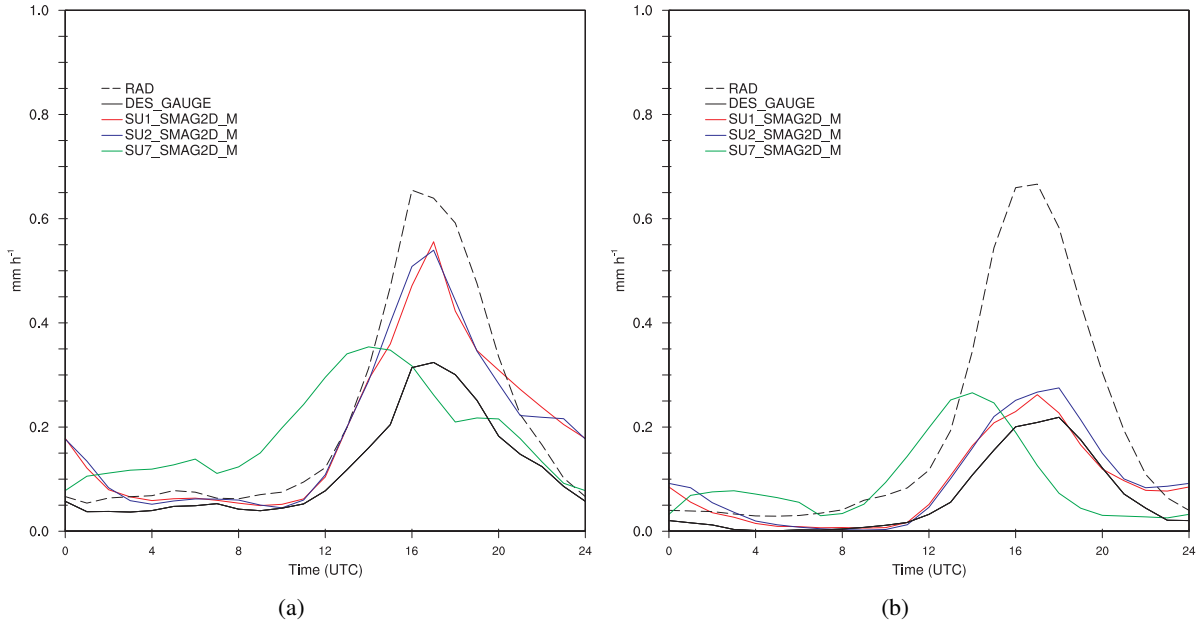 1.0
0.8
0.6
0.4
0.2
0.0
mm h-1
RAD
DES_GAUGE
SU1_SMAG2D_M
SU2_SMAG2D_M
SU7_SMAG2D_M
0 4 8 12 16 20 24
Time (UTC)
(a)
1.0
0.8
0.6
0.4
0.2
0.0
mm h-1
RAD
DES_GAUGE
SU1_SMAG2D_M
SU2_SMAG2D_M
SU7_SMAG2D_M
0 4 8 12 16 20 24
Time (UTC)
(b)